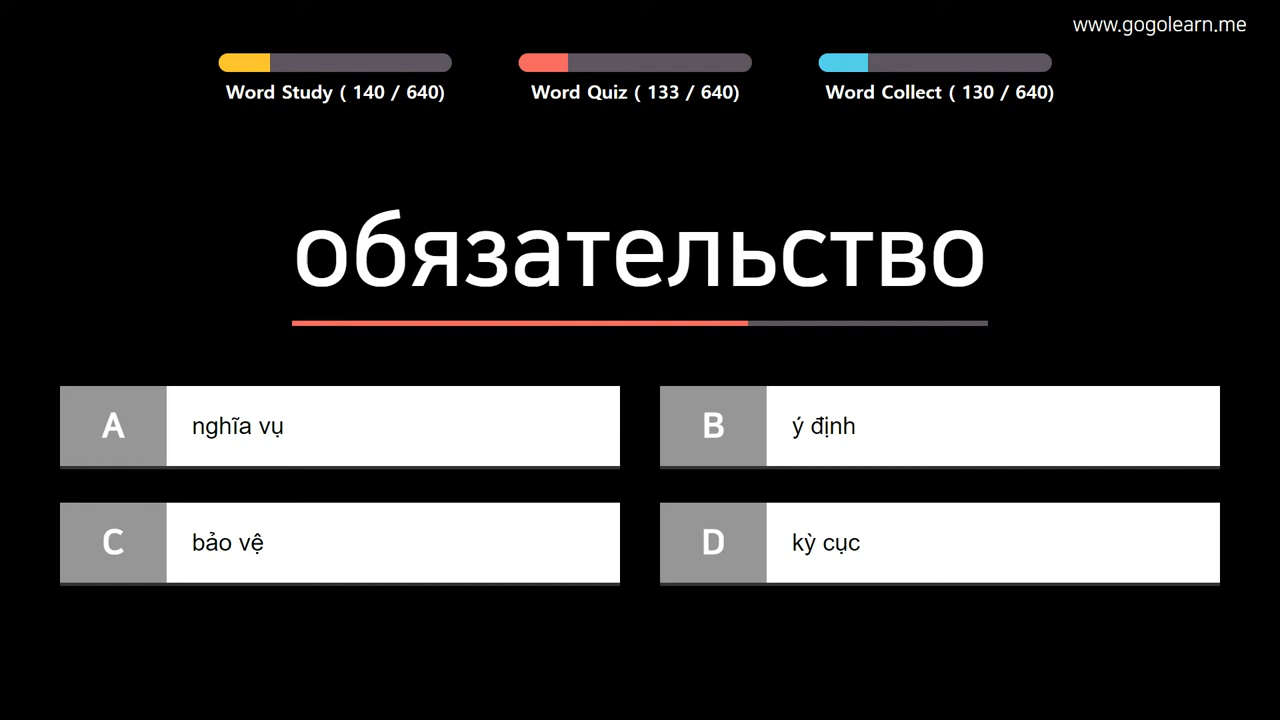 www.gogolearn.me
Word Study ( 140 / 640)
Word Quiz ( 133 / 640)
Word Collect ( 130 / 640)
обязательство
A nghĩa vụ
B ý định
C bảo vệ
D kỳ cục